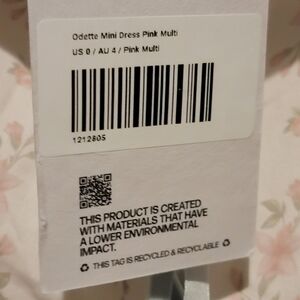 Odette Mini Dress Pink Multi
US 0 / AU 4 / Pink Multi
1212805
THIS PRODUCT IS CREATED
WITH MATERIALS THAT HAVE
A LOWER ENVIRONMENTAL
IMPACT.
♻ THIS TAG IS RECYCLED & RECYCLABLE ♻